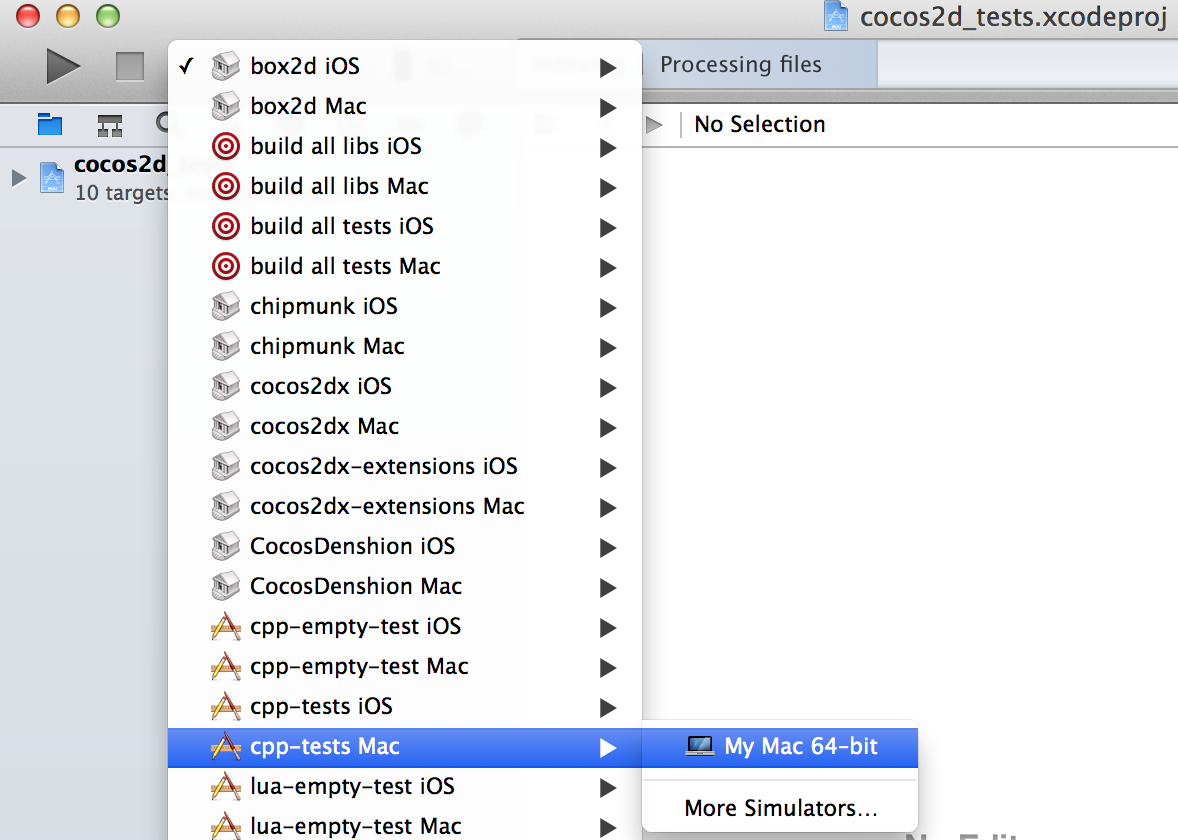 cocos2d_tests.xcodeproj
Processing files
No Selection
cocos2d_
10 targets
✓ box2d iOS
box2d Mac
build all libs iOS
build all libs Mac
build all tests iOS
build all tests Mac
chipmunk iOS
chipmunk Mac
cocos2dx iOS
cocos2dx Mac
cocos2dx-extensions iOS
cocos2dx-extensions Mac
CocosDenshion iOS
CocosDenshion Mac
cpp-empty-test iOS
cpp-empty-test Mac
cpp-tests iOS
cpp-tests Mac
My Mac 64-bit
More Simulators...
lua-empty-test iOS
lua-empty-test Mac